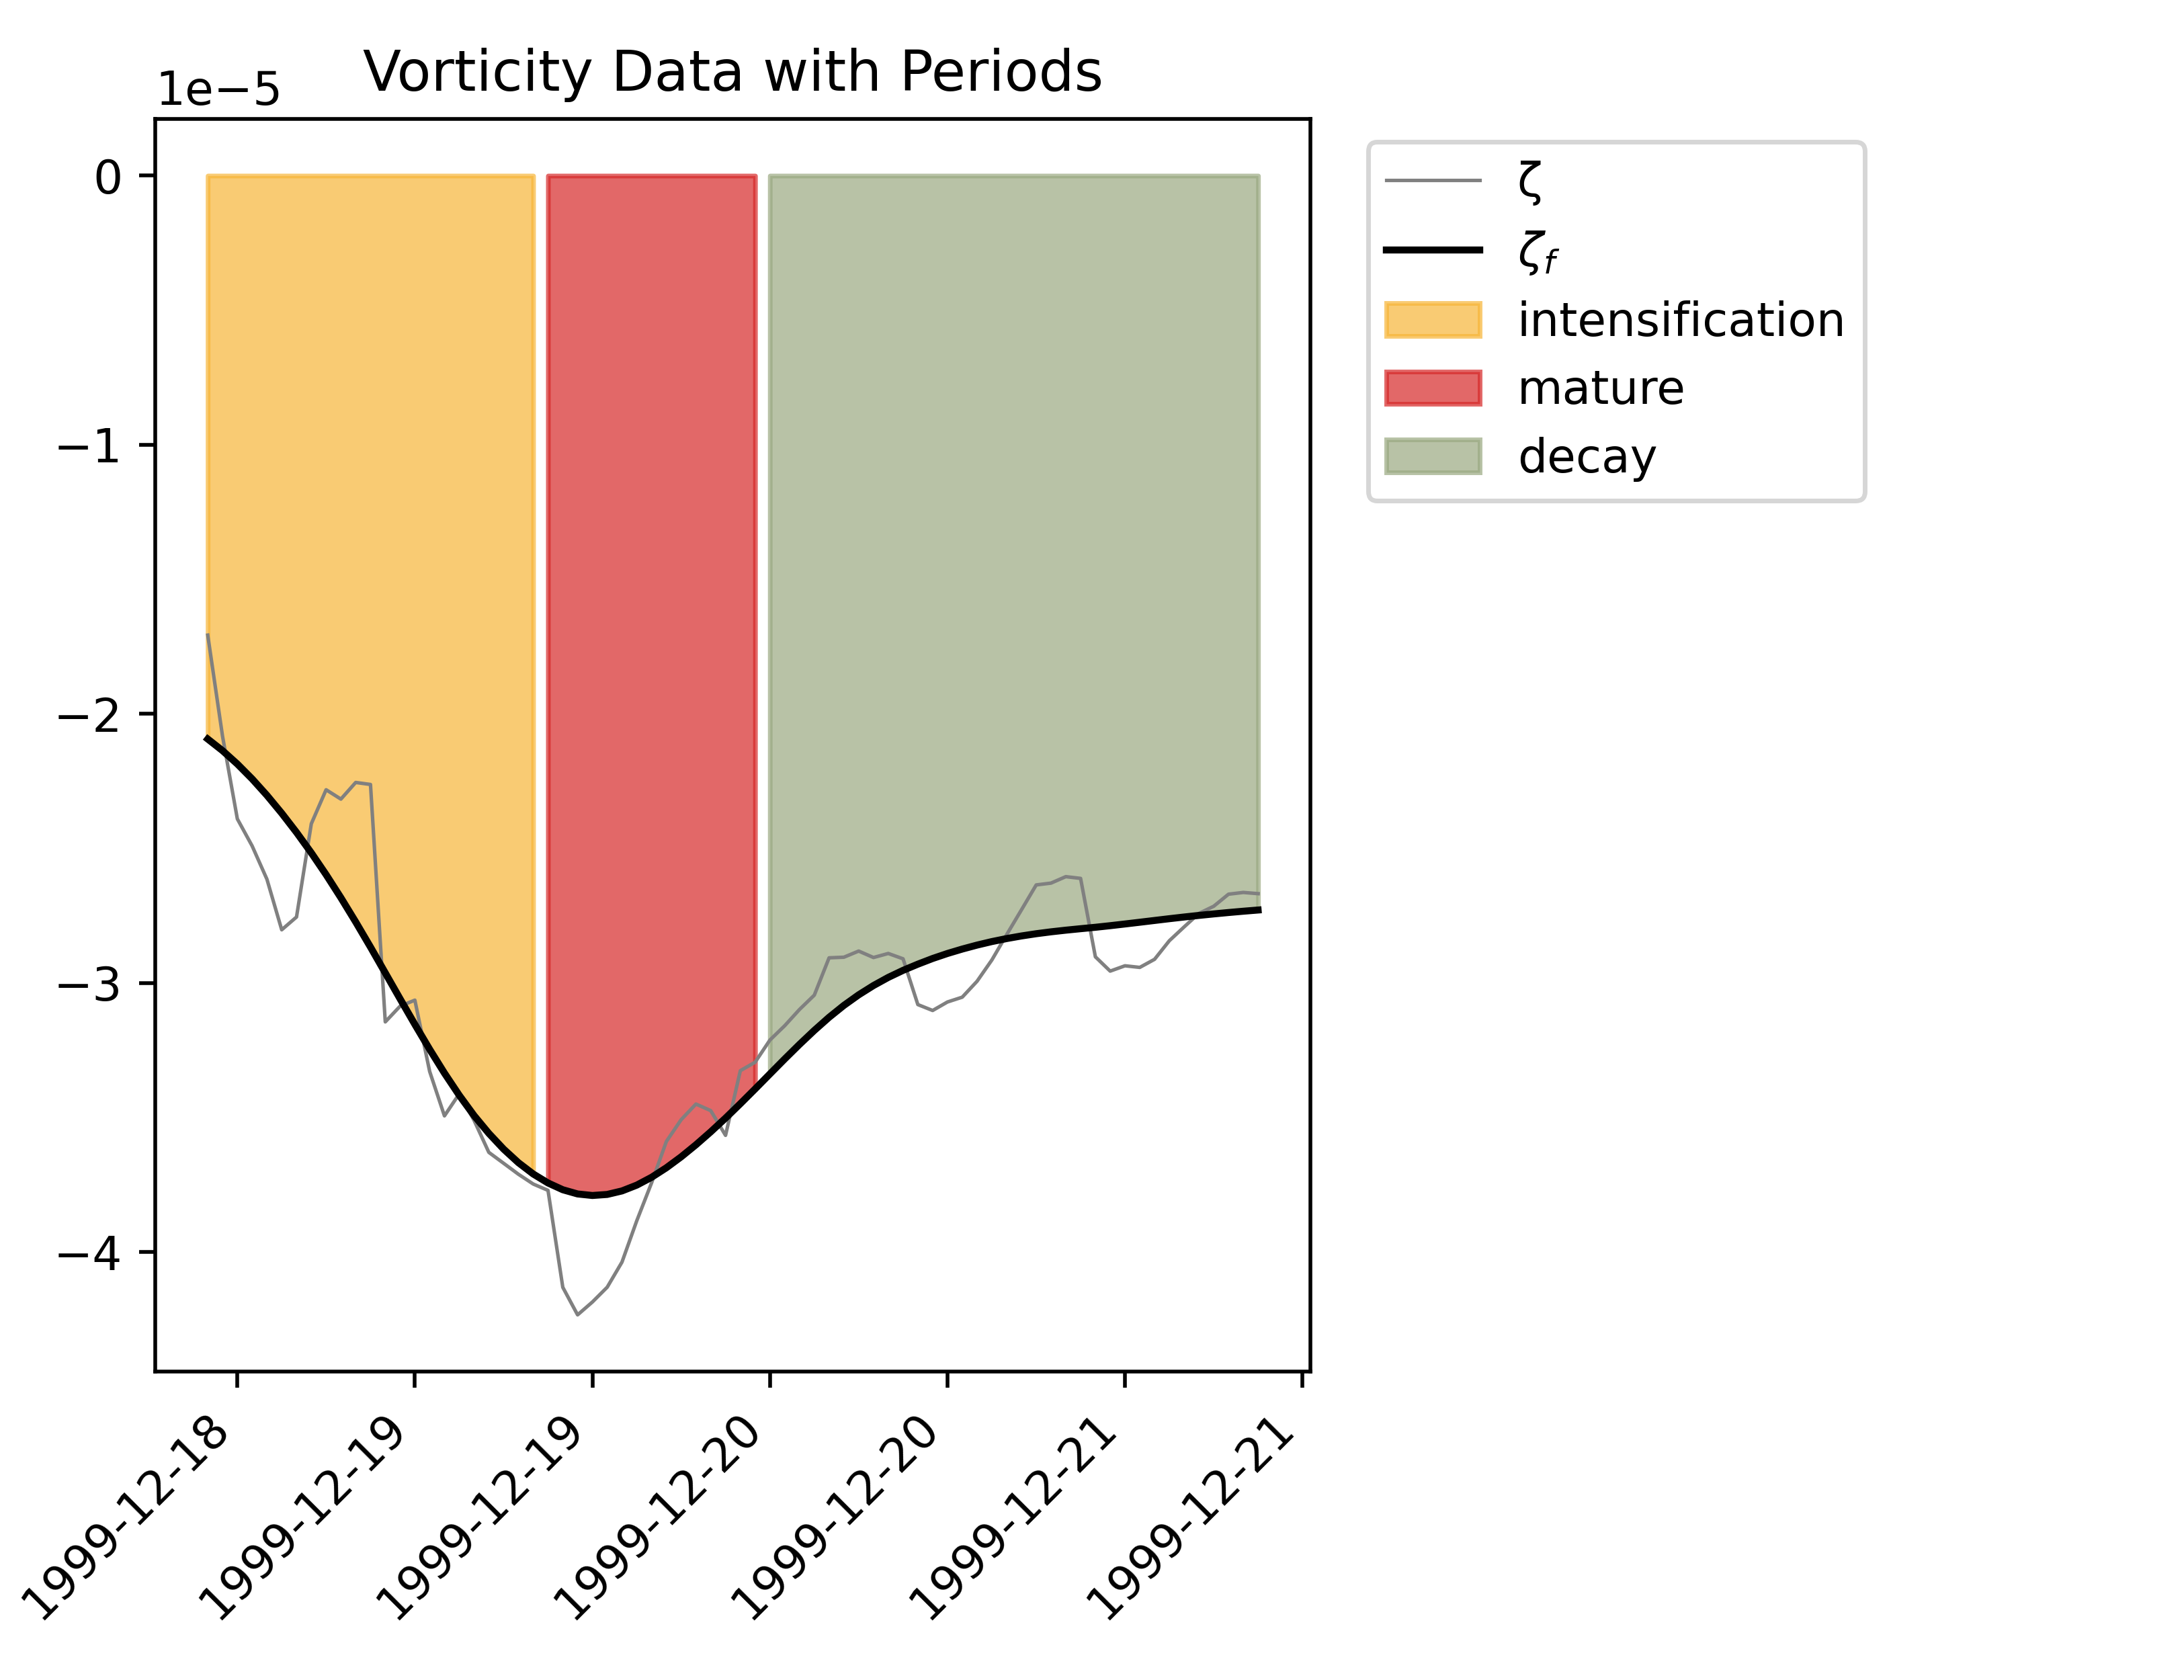 Vorticity Data with Periods
1e−5
0
−1
−2
−3
−4
1999-12-18
1999-12-19
1999-12-19
1999-12-20
1999-12-20
1999-12-21
1999-12-21
ζ
ζf
intensification
mature
decay